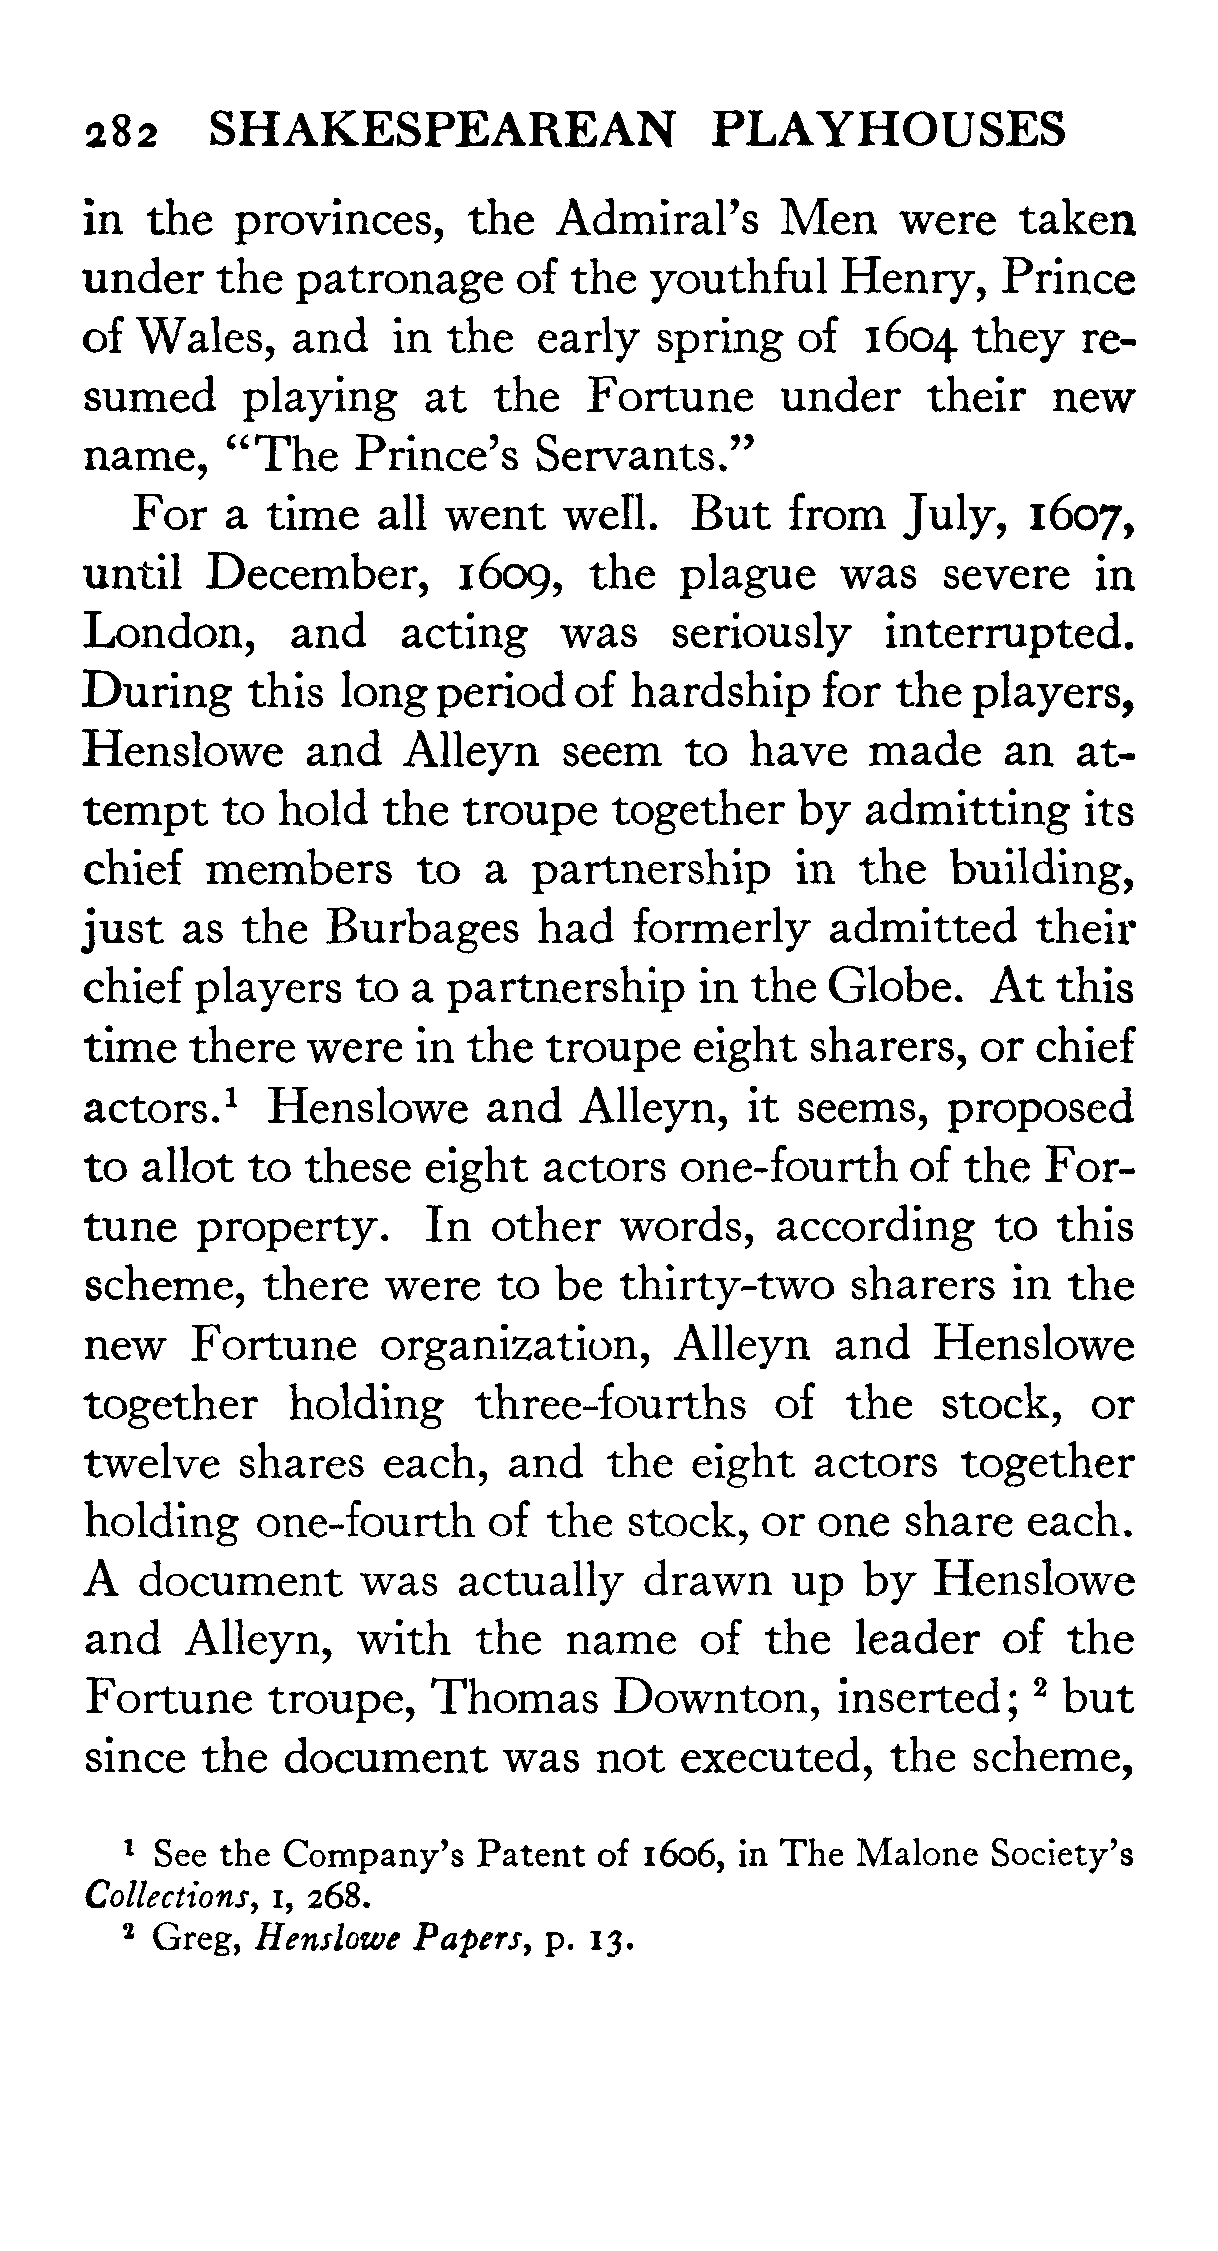 282 SHAKESPEAREAN PLAYHOUSES
in the provinces, the Admiral's Men were taken
under the patronage of the youthful Henry, Prince
of Wales, and in the early spring of 1604 they re-
sumed playing at the Fortune under their new
name, "The Prince's Servants."
For a time all went well. But from July, 1607,
until December, 1609, the plague was severe in
London, and acting was seriously interrupted.
During this long period of hardship for the players,
Henslowe and Alleyn seem to have made an at-
tempt to hold the troupe together by admitting its
chief members to a partnership in the building,
just as the Burbages had formerly admitted their
chief players to a partnership in the Globe. At this
time there were in the troupe eight sharers, or chief
actors.¹ Henslowe and Alleyn, it seems, proposed
to allot to these eight actors one-fourth of the For-
tune property. In other words, according to this
scheme, there were to be thirty-two sharers in the
new Fortune organization, Alleyn and Henslowe
together holding three-fourths of the stock, or
twelve shares each, and the eight actors together
holding one-fourth of the stock, or one share each.
A document was actually drawn up by Henslowe
and Alleyn, with the name of the leader of the
Fortune troupe, Thomas Downton, inserted; ² but
since the document was not executed, the scheme,
¹ See the Company's Patent of 1606, in The Malone Society's
Collections, I, 268.
² Greg, Henslowe Papers, p. 13.